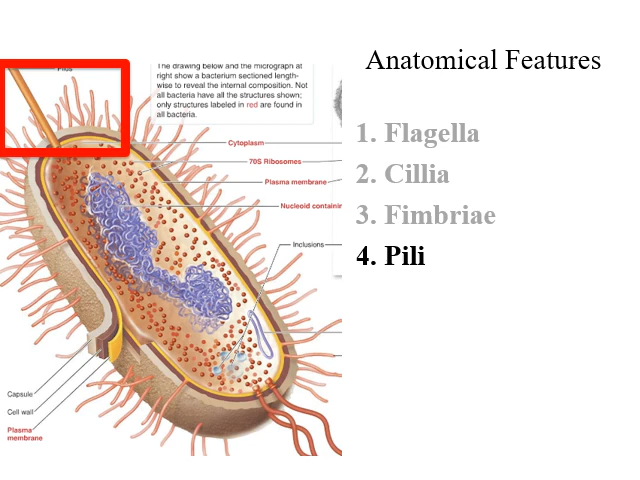 Anatomical Features
Pilus
The drawing below and the micrograph at
right show a bacterium sectioned length-
wise to reveal the internal composition. Not
all bacteria have all the structures shown;
only structures labeled in red are found in
all bacteria.
Cytoplasm
70S Ribosomes
Plasma membrane
Nucleoid containin
Inclusions
Capsule
Cell wall
Plasma
membrane
1. Flagella
2. Cillia
3. Fimbriae
4. Pili